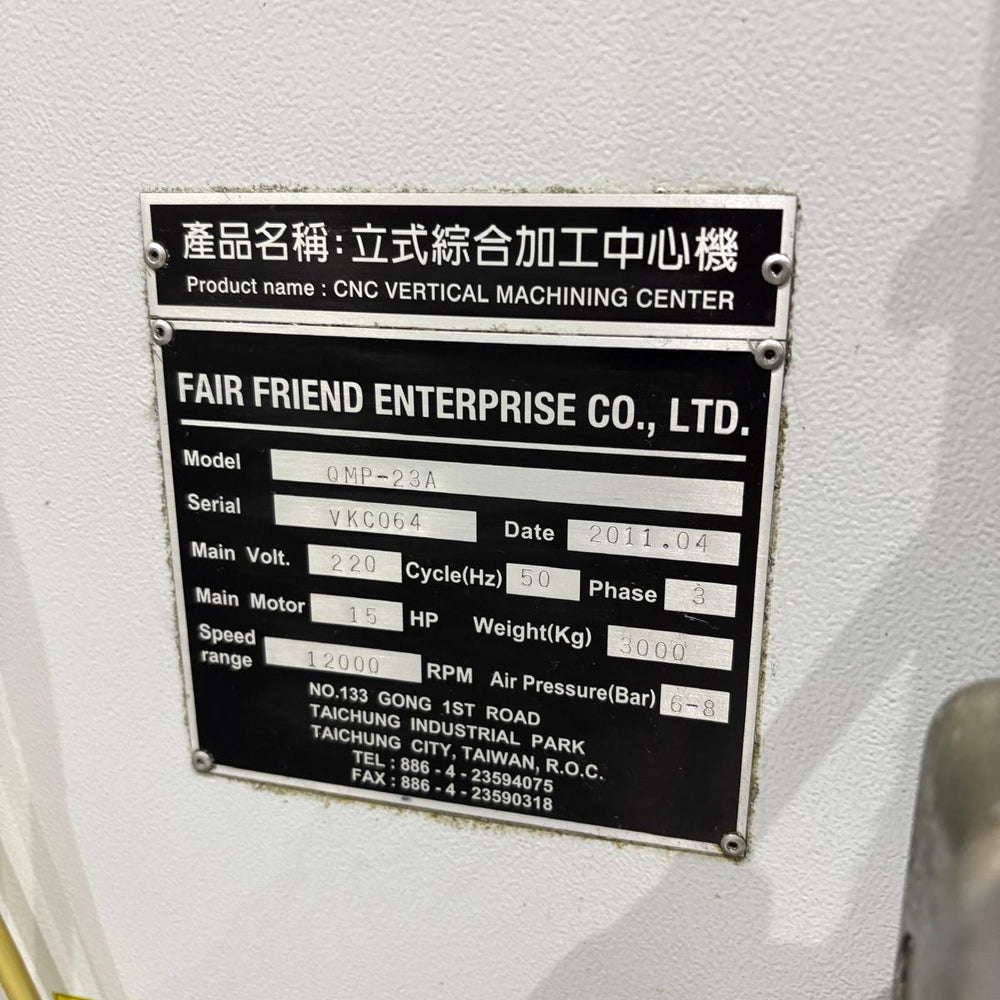 產品名稱:立式綜合加工中心機
Product name : CNC VERTICAL MACHINING CENTER
FAIR FRIEND ENTERPRISE CO., LTD.
Model QMP-23A
Serial VKC064 Date 2011.04
Main Volt. 220 Cycle(Hz) 50 Phase 3
Main Motor 15 HP Weight(Kg) 3000
Speed range 12000 RPM Air Pressure(Bar) 6-8
NO.133 GONG 1ST ROAD
TAICHUNG INDUSTRIAL PARK
TAICHUNG CITY, TAIWAN, R.O.C.
TEL : 886 - 4 - 23594075
FAX : 886 - 4 - 23590318